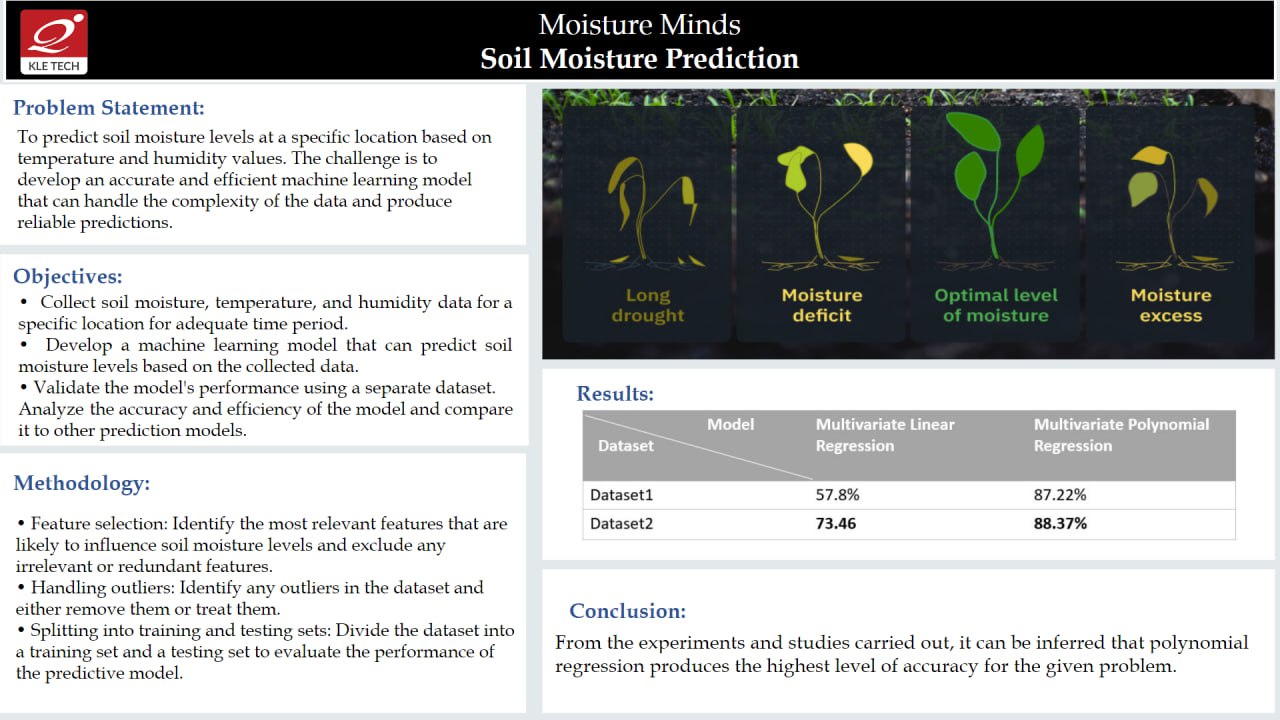 KLE TECH
Moisture Minds
Soil Moisture Prediction
Problem Statement:
To predict soil moisture levels at a specific location based on
temperature and humidity values. The challenge is to
develop an accurate and efficient machine learning model
that can handle the complexity of the data and produce
reliable predictions.
Objectives:
• Collect soil moisture, temperature, and humidity data for a
specific location for adequate time period.
• Develop a machine learning model that can predict soil
moisture levels based on the collected data.
• Validate the model's performance using a separate dataset.
Analyze the accuracy and efficiency of the model and compare
it to other prediction models.
Methodology:
• Feature selection: Identify the most relevant features that are
likely to influence soil moisture levels and exclude any
irrelevant or redundant features.
• Handling outliers: Identify any outliers in the dataset and
either remove them or treat them.
• Splitting into training and testing sets: Divide the dataset into
a training set and a testing set to evaluate the performance of
the predictive model.
Long
drought
Moisture
deficit
Optimal level
of moisture
Moisture
excess
Results:
Model
Dataset
Multivariate Linear
Regression
Multivariate Polynomial
Regression
Dataset1 57.8% 87.22%
Dataset2 73.46 88.37%
Conclusion:
From the experiments and studies carried out, it can be inferred that polynomial
regression produces the highest level of accuracy for the given problem.